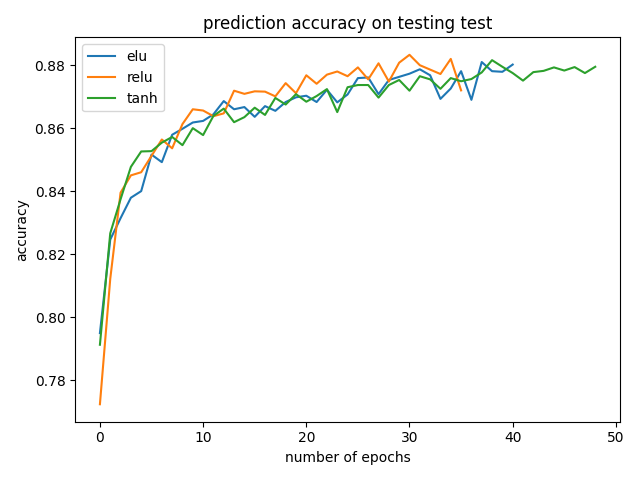 prediction accuracy on testing test
elu
relu
tanh
accuracy
0.88
0.86
0.84
0.82
0.80
0.78
0
10
20
30
40
50
number of epochs